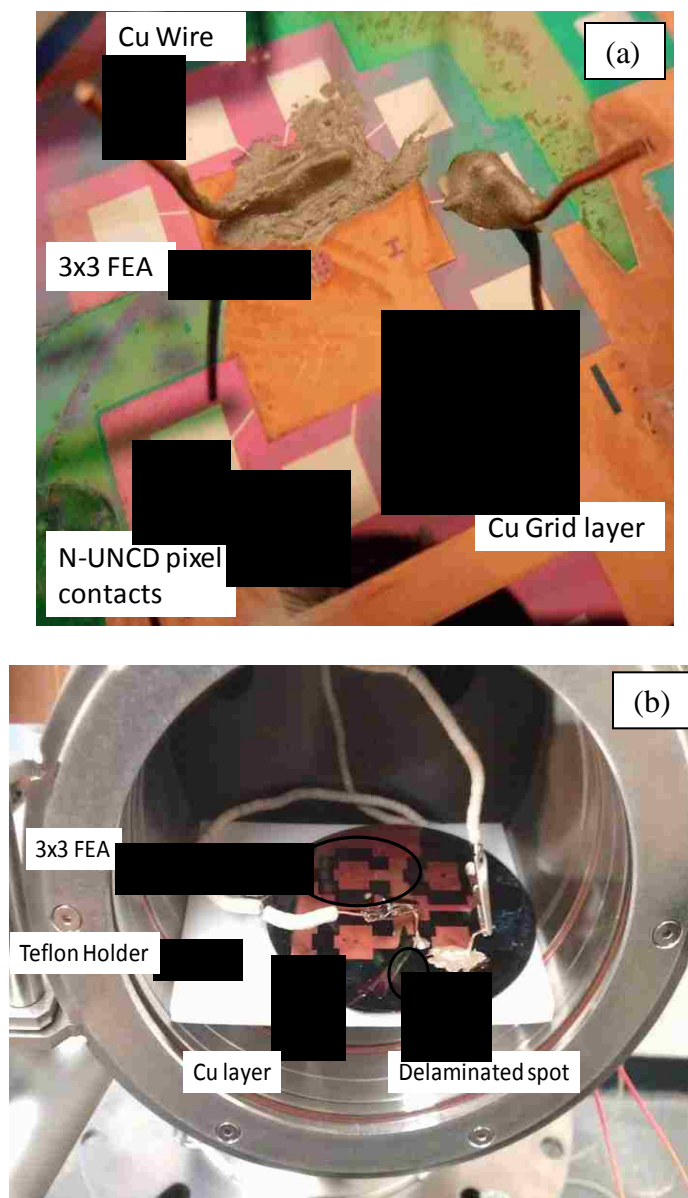 Cu Wire
(a)
3x3 FEA
Cu Grid layer
N-UNCD pixel
contacts
(b)
3x3 FEA
Teflon Holder
Cu layer
Delaminated spot